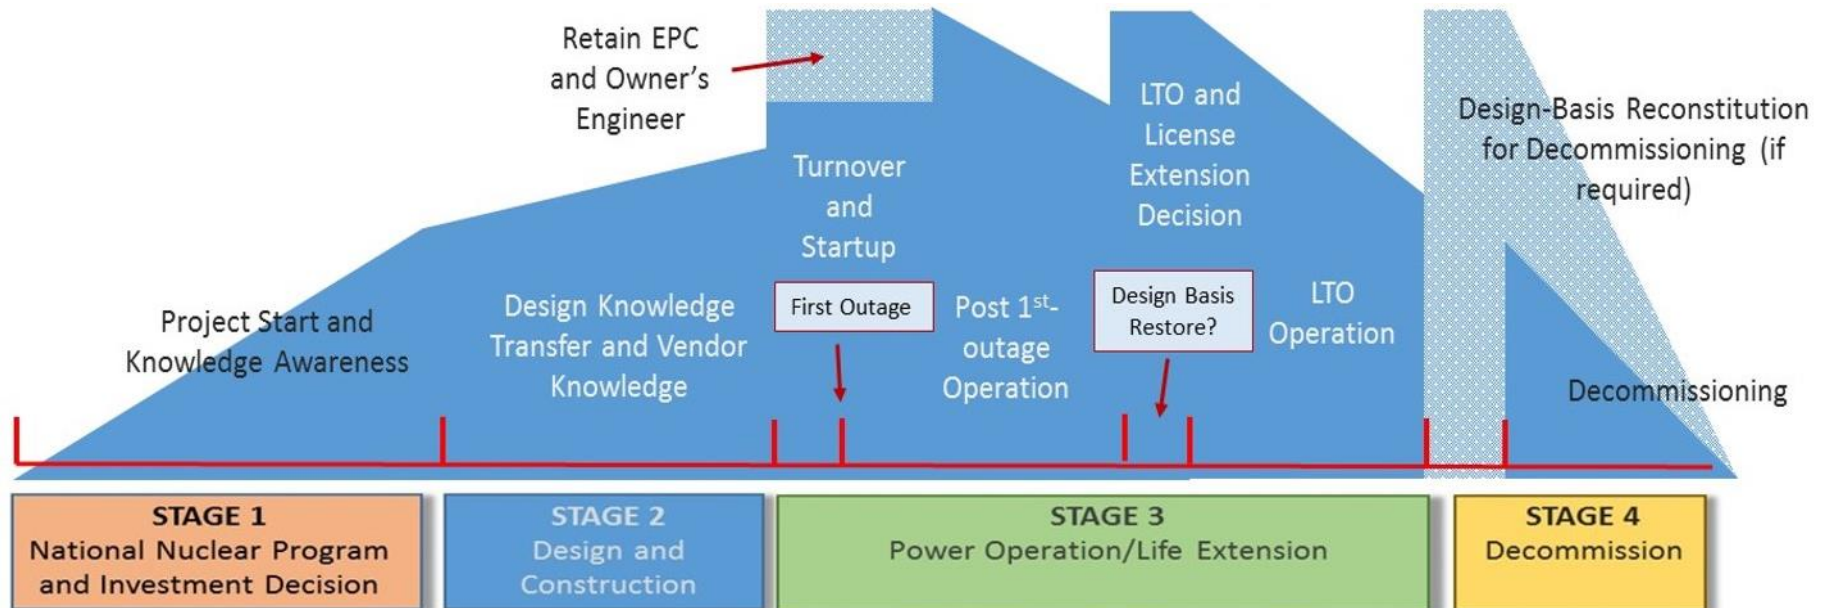 Retain EPC
and Owner's
Engineer
LTO and
License
Extension
Decision
Design-Basis Reconstitution
for Decommissioning (if
required)
Turnover
and
Startup
Project Start and
Knowledge Awareness
Design Knowledge
Transfer and Vendor
Knowledge
First Outage
Post 1st-
outage
Operation
Design Basis
Restore?
LTO
Operation
Decommissioning
STAGE 1
National Nuclear Program
and Investment Decision
STAGE 2
Design and
Construction
STAGE 3
Power Operation/Life Extension
STAGE 4
Decommission